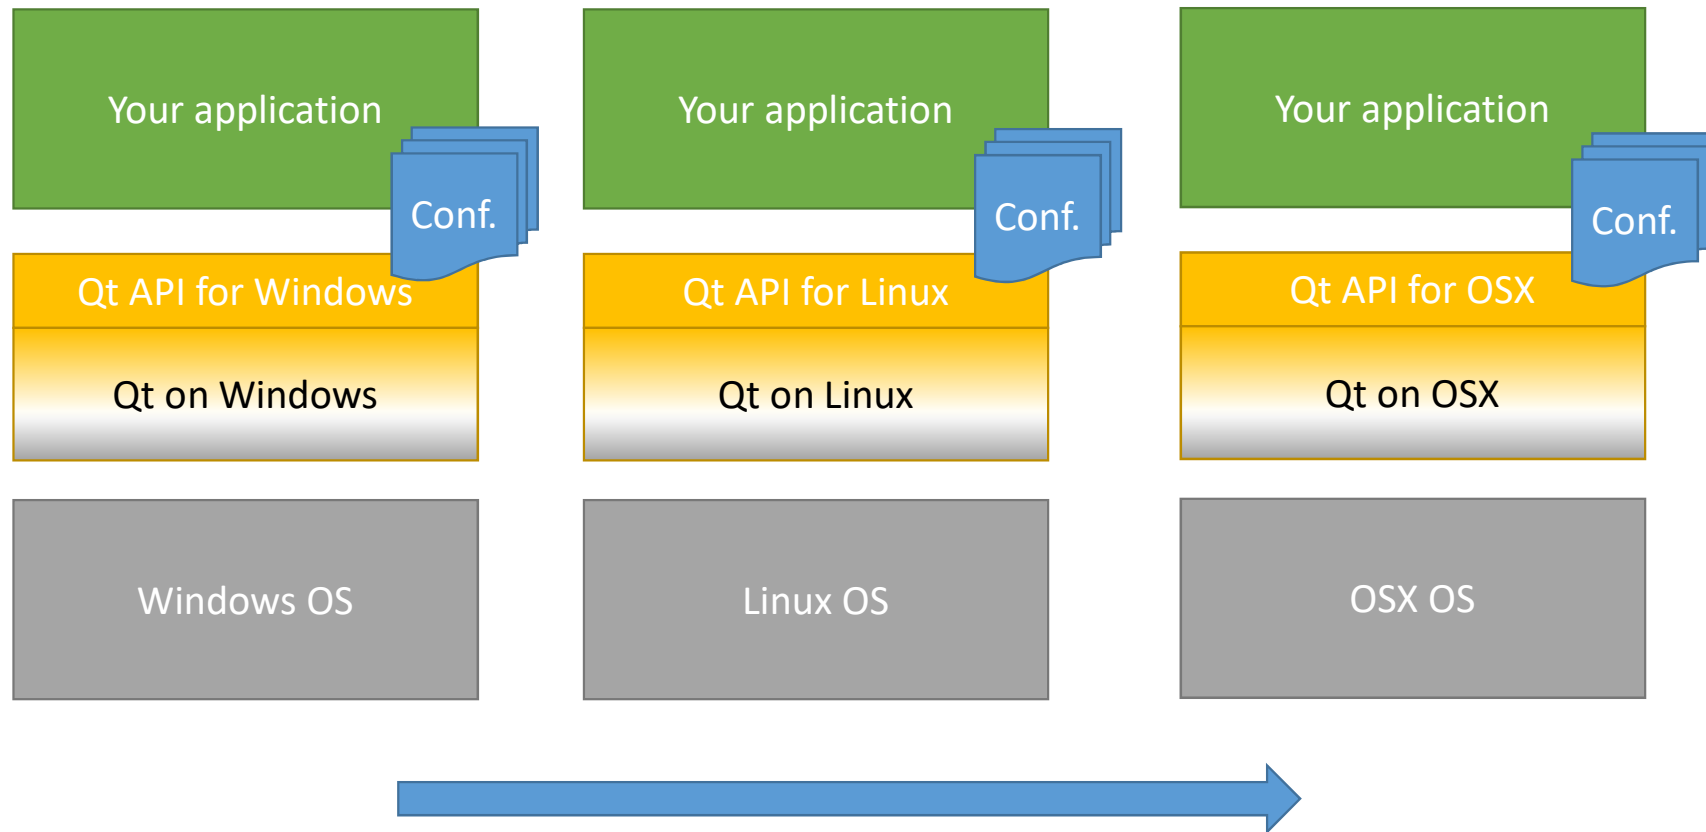 Your application
Conf.
Qt API for Windows
Qt on Windows
Windows OS
Your application
Conf.
Qt API for Linux
Qt on Linux
Linux OS
Your application
Conf.
Qt API for OSX
Qt on OSX
OSX OS